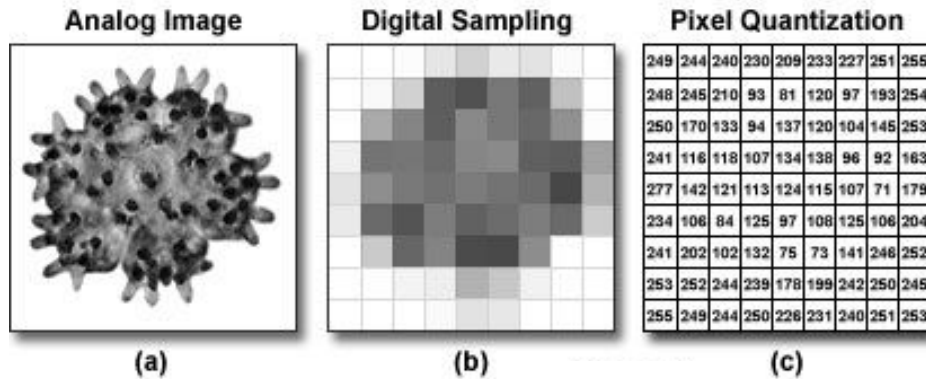 Analog Image Digital Sampling Pixel Quantization
249 244 240 230 209 233 227 251 255
248 245 210 93 81 120 97 193 254
250 170 133 94 137 120 104 145 253
241 116 118 107 134 138 96 92 163
277 142 121 113 124 115 107 71 179
234 106 84 125 97 108 125 106 204
241 202 102 132 75 73 141 246 252
253 252 244 239 178 199 242 250 245
255 249 244 250 226 231 240 251 253
(a) (b) (c)